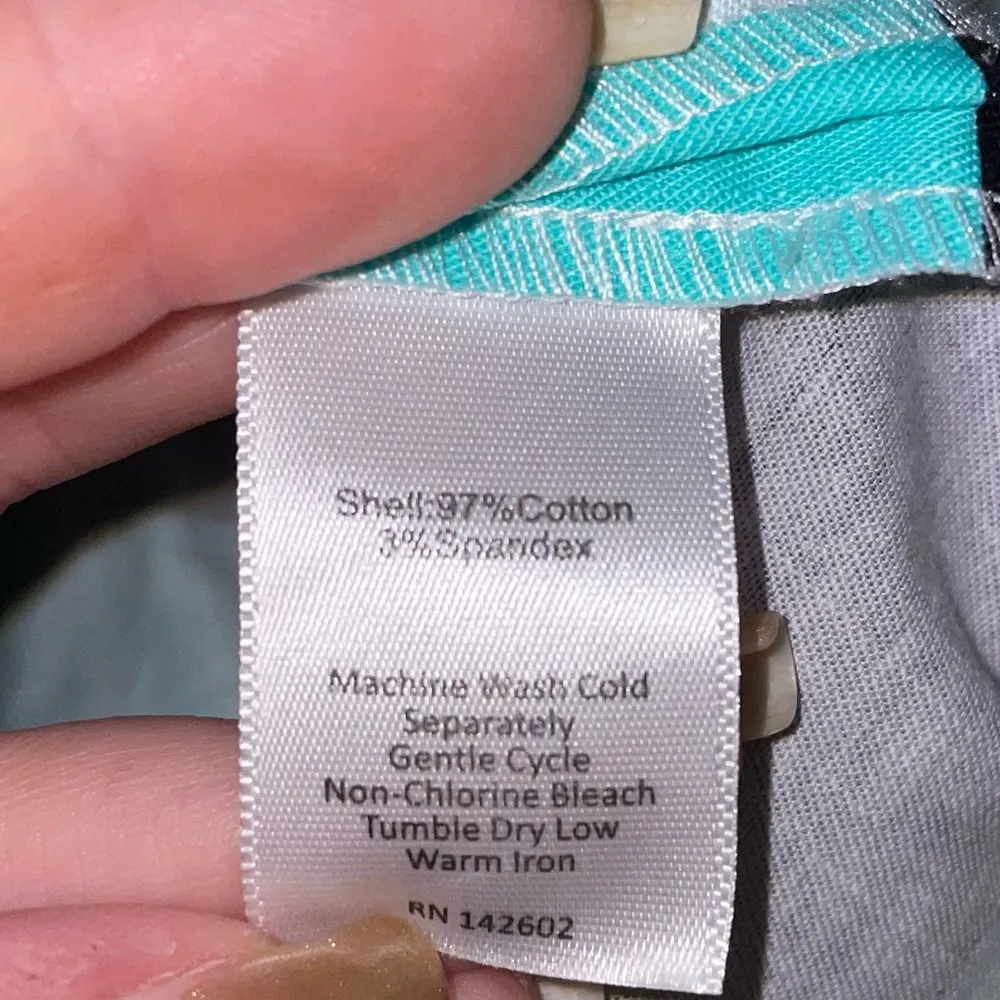 Shell:97%Cotton
3%Spandex
Machine Wash Cold
Separately
Gentle Cycle
Non-Chlorine Bleach
Tumble Dry Low
Warm Iron
RN 142602